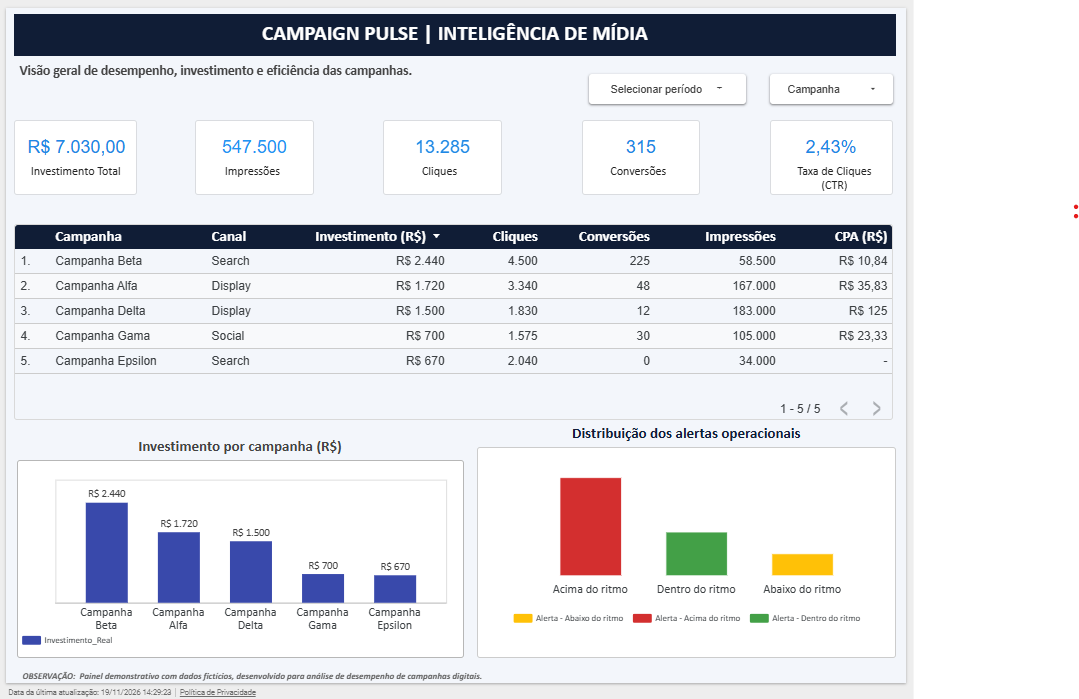 CAMPAIGN PULSE | INTELIGÊNCIA DE MÍDIA
Visão geral de desempenho, investimento e eficiência das campanhas.
Selecionar período
Campanha
R$ 7.030,00
Investimento Total
547.500
Impressões
13.285
Cliques
315
Conversões
2,43%
Taxa de Cliques
(CTR)
Campanha Canal Investimento (R$) Cliques Conversões Impressões CPA (R$)
1. Campanha Beta Search R$ 2.440 4.500 225 58.500 R$ 10,84
2. Campanha Alfa Display R$ 1.720 3.340 48 167.000 R$ 35,83
3. Campanha Delta Display R$ 1.500 1.830 12 183.000 R$ 125
4. Campanha Gama Social R$ 700 1.575 30 105.000 R$ 23,33
5. Campanha Epsilon Search R$ 670 2.040 0 34.000 -
1 - 5 / 5
Investimento por campanha (R$)
R$ 2.440
R$ 1.720
R$ 1.500
R$ 700
R$ 670
Campanha Beta
Campanha Alfa
Campanha Delta
Campanha Gama
Campanha Epsilon
Investimento_Real
Distribuição dos alertas operacionais
Acima do ritmo
Dentro do ritmo
Abaixo do ritmo
Alerta - Abaixo do ritmo
Alerta - Acima do ritmo
Alerta - Dentro do ritmo
OBSERVAÇÃO: Painel demonstrativo com dados fictícios, desenvolvido para análise de desempenho de campanhas digitais.
Data da última atualização: 19/11/2026 14:29:23 | Política de Privacidade